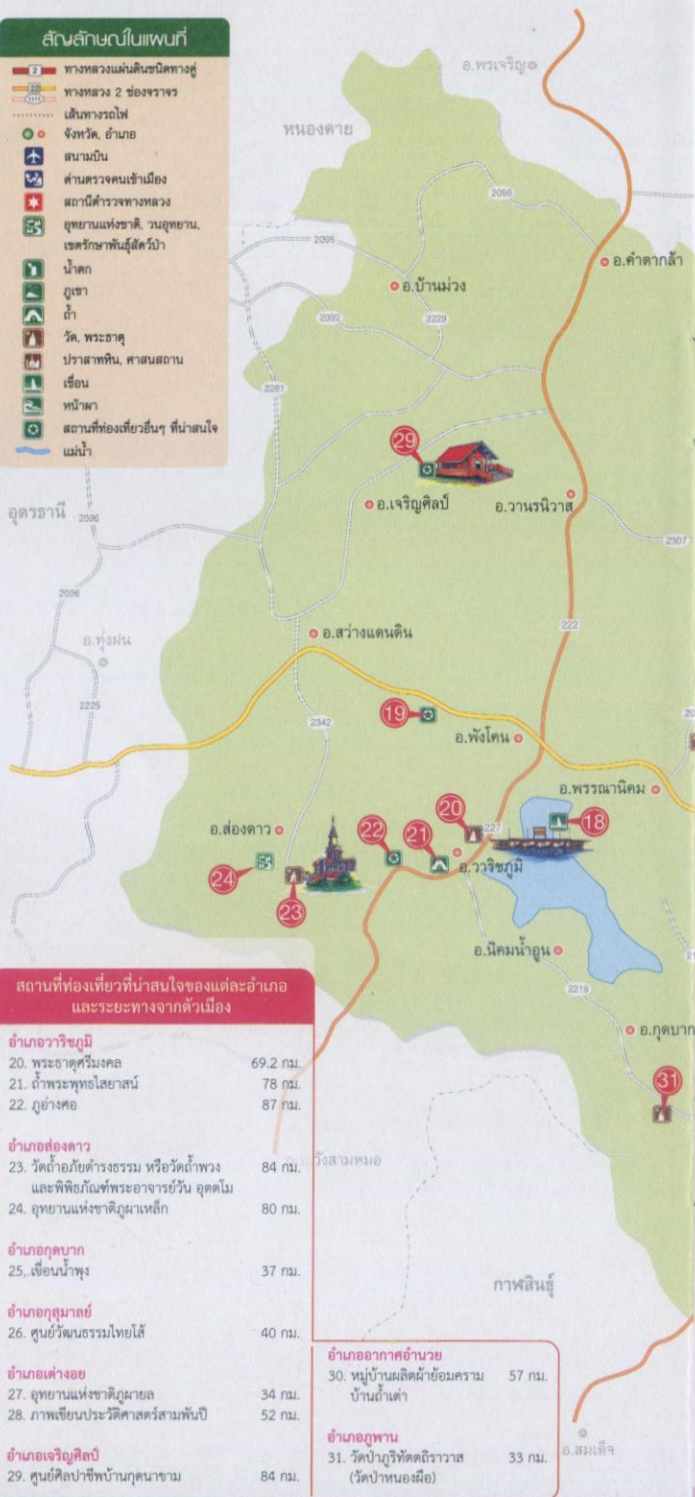 สัญลักษณ์ในแผนที่
2 ทางหลวงแผ่นดินชนิดทางคู่
22 ทางหลวง 2 ช่องจราจร
เส้นทางรถไฟ
จังหวัด, อำเภอ
สนามบิน
ด่านตรวจคนเข้าเมือง
สถานีตำรวจทางหลวง
อุทยานแห่งชาติ, วนอุทยาน,
เขตรักษาพันธุ์สัตว์ป่า
น้ำตก
ภูเขา
ถ้ำ
วัด, พระธาตุ
ปราสาทหิน, ศาสนสถาน
เขื่อน
หน้าผา
สถานที่ท่องเที่ยวอื่นๆ ที่น่าสนใจ
แม่น้ำ
อ.พรเจริญ
หนองคาย
2096
2095
อ.คำตากล้า
อ.บ้านม่วง
2092
2229
2281
29
อ.เจริญศิลป์
อ.วานรนิวาส
อุดรธานี
2096
2307
2096
222
อ.สว่างแดนดิน
อ.ทุ่งฝน
2225
2342
19
อ.พังโคน
อ.พรรณานิคม
อ.ส่องดาว
22
21
20
227
18
อ.วาริชภูมิ
24
23
อ.นิคมน้ำอูน
2218
อ.กุดบาก
31
วังสามหมอ
กาฬสินธุ์
อ.สมเด็จ
สถานที่ท่องเที่ยวที่น่าสนใจของแต่ละอำเภอ
และระยะทางจากตัวเมือง
อำเภอวาริชภูมิ
20. พระธาตุศรีมงคล 69.2 กม.
21. ถ้ำพระพุทธไสยาสน์ 78 กม.
22. ภูอ่างศอ 87 กม.
อำเภอส่องดาว
23. วัดถ้ำอภัยดำรงธรรม หรือวัดถ้ำพวง 84 กม.
และพิพิธภัณฑ์พระอาจารย์วัน อุตตโม
24. อุทยานแห่งชาติภูผาเหล็ก 80 กม.
อำเภอกุดบาก
25. เขื่อนน้ำพุง 37 กม.
อำเภอกุสุมาลย์
26. ศูนย์วัฒนธรรมไทยโส้ 40 กม.
อำเภอเต่างอย
27. อุทยานแห่งชาติภูผายล 34 กม.
28. ภาพเขียนประวัติศาสตร์สามพันปี 52 กม.
อำเภอเจริญศิลป์
29. ศูนย์ศิลปาชีพบ้านกุดนาขาม 84 กม.
อำเภออากาศอำนวย
30. หมู่บ้านผลิตผ้าย้อมคราม 57 กม.
บ้านถ้ำเต่า
อำเภอภูพาน
31. วัดป่าภูริทัตตถิราวาส 33 กม.
(วัดป่าหนองผือ)